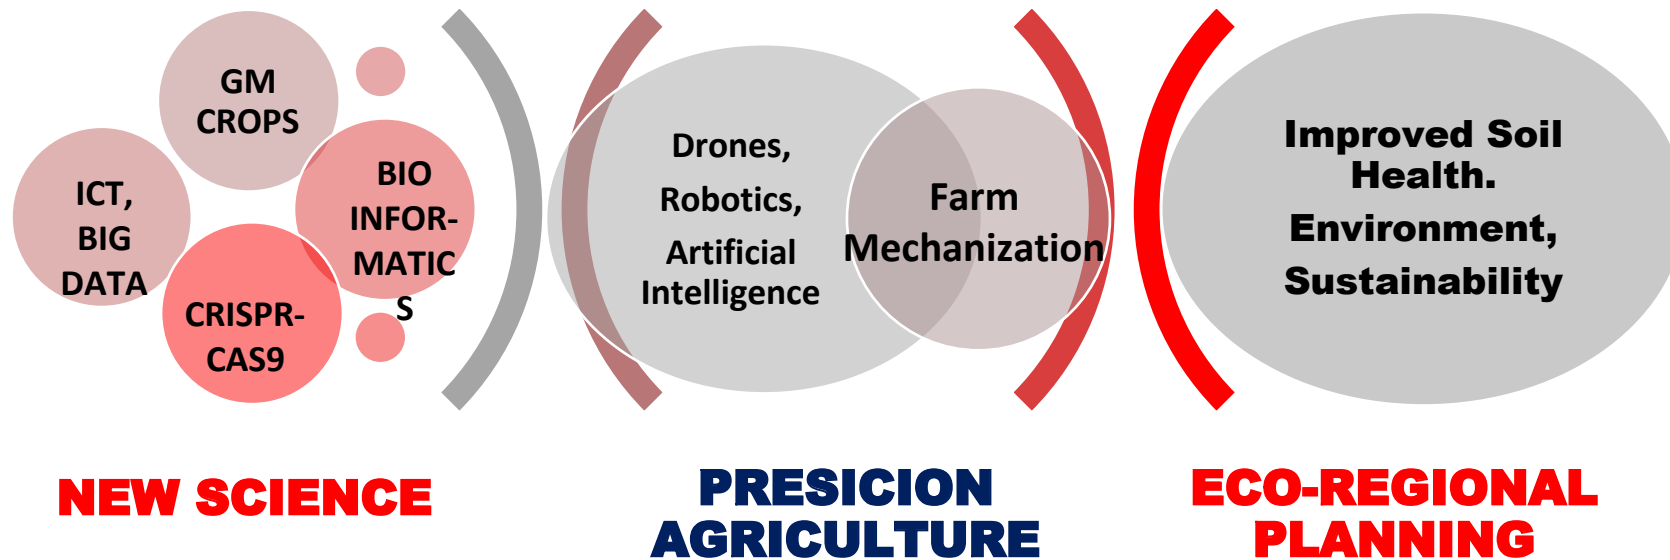 GM
CROPS
ICT,
BIG
DATA
BIO
INFOR-
MATIC
S
CRISPR-
CAS9
Drones,
Robotics,
Artificial
Intelligence
Farm
Mechanization
Improved Soil
Health.
Environment,
Sustainability
NEW SCIENCE
PRESICION
AGRICULTURE
ECO-REGIONAL
PLANNING